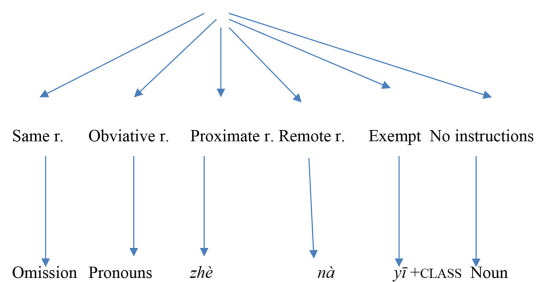 Same r. Obviative r. Proximate r. Remote r. Exempt No instructions
Omission Pronouns zhè nà yī +CLASS Noun